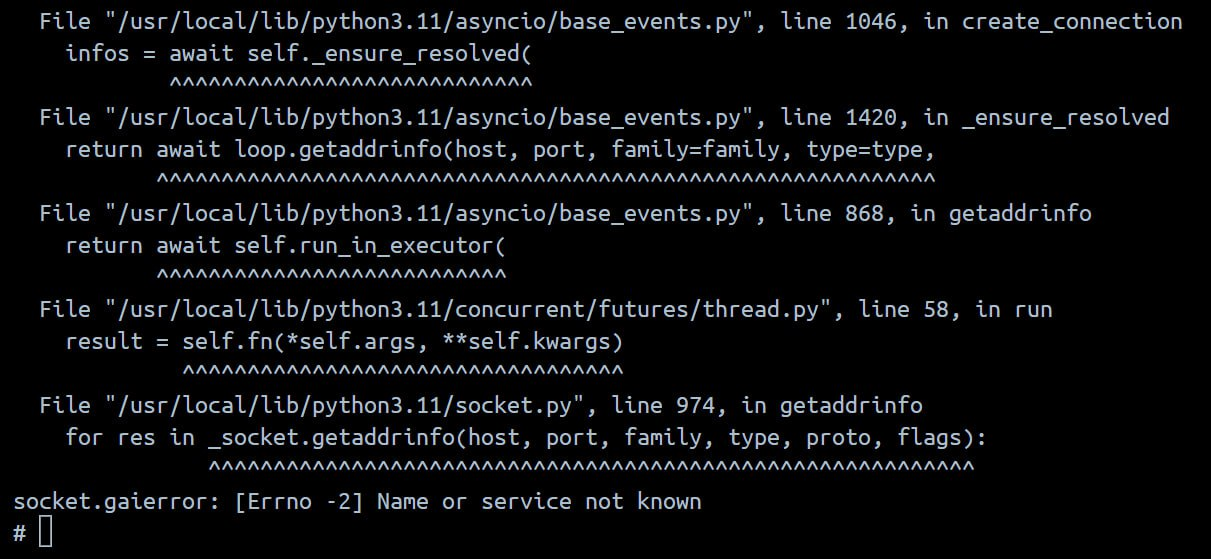 File "/usr/local/lib/python3.11/asyncio/base_events.py", line 1046, in create_connection
    infos = await self._ensure_resolved(
            ^^^^^^^^^^^^^^^^^^^^^^^^^^^^
  File "/usr/local/lib/python3.11/asyncio/base_events.py", line 1420, in _ensure_resolved
    return await loop.getaddrinfo(host, port, family=family, type=type,
           ^^^^^^^^^^^^^^^^^^^^^^^^^^^^^^^^^^^^^^^^^^^^^^^^^^^^^^^^^^^^
  File "/usr/local/lib/python3.11/asyncio/base_events.py", line 868, in getaddrinfo
    return await self.run_in_executor(
           ^^^^^^^^^^^^^^^^^^^^^^^^^^^
  File "/usr/local/lib/python3.11/concurrent/futures/thread.py", line 58, in run
    result = self.fn(*self.args, **self.kwargs)
             ^^^^^^^^^^^^^^^^^^^^^^^^^^^^^^^^^^
  File "/usr/local/lib/python3.11/socket.py", line 974, in getaddrinfo
    for res in _socket.getaddrinfo(host, port, family, type, proto, flags):
               ^^^^^^^^^^^^^^^^^^^^^^^^^^^^^^^^^^^^^^^^^^^^^^^^^^^^^^^^^^^
socket.gaierror: [Errno -2] Name or service not known
#